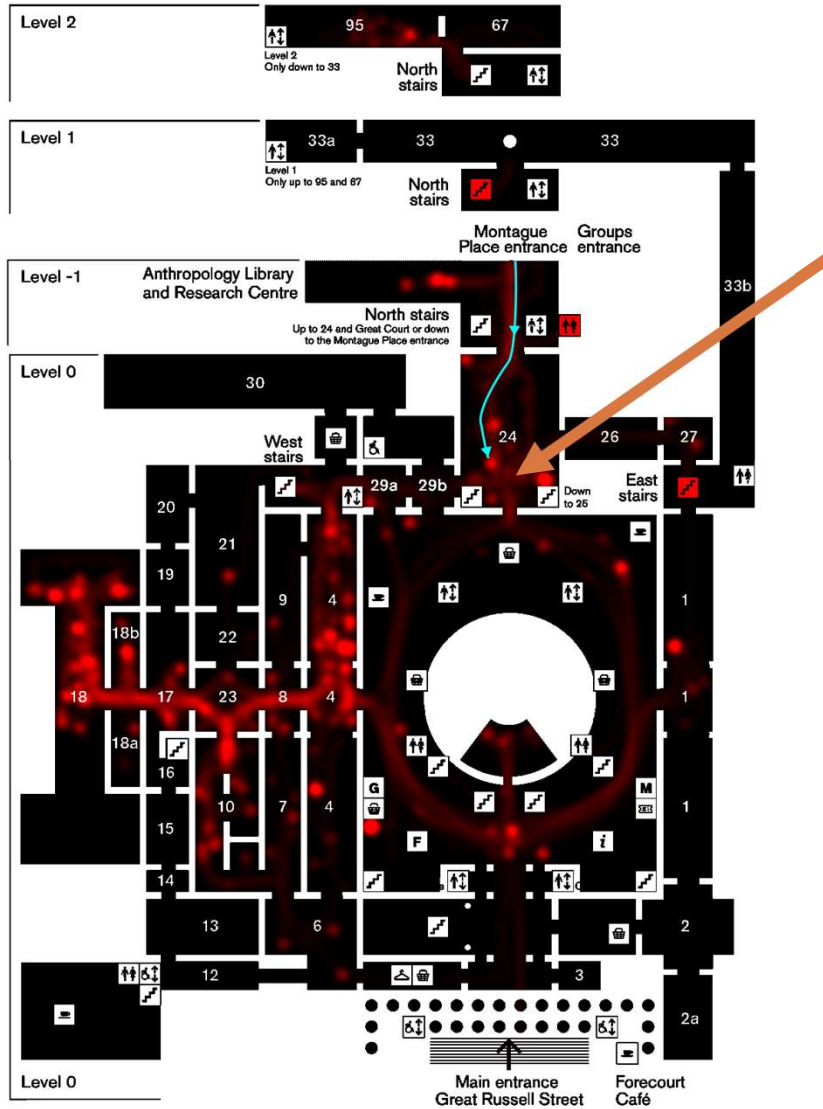 Level 2
95
67
Level 2
Only down to 33
North
stairs
Level 1
33a
33
33
Level 1
Only up to 95 and 67
North
stairs
Montague
Place entrance
Groups
entrance
Level -1
Anthropology Library
and Research Centre
33b
North stairs
Up to 24 and Great Court or down
to the Montague Place entrance
Level 0
30
24
26
27
West
stairs
29a
29b
East
stairs
Down
to 25
20
21
19
9
4
1
18b
22
18
17
23
8
4
1
18a
16
10
7
4
G
M
1
15
F
i
14
13
6
2
12
3
2a
Level 0
Main entrance
Great Russell Street
Forecourt
Café